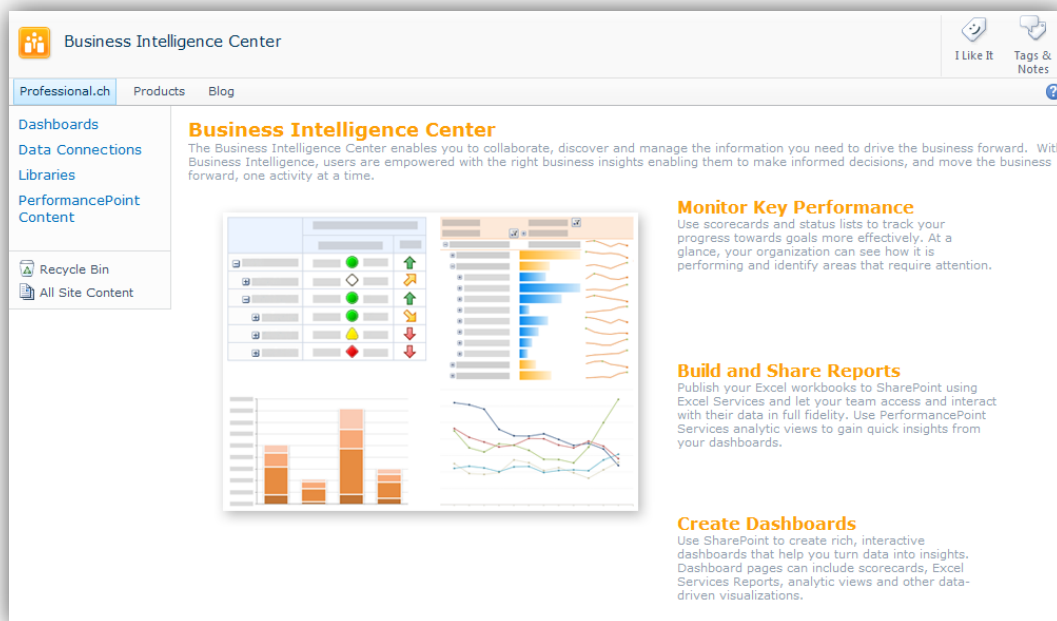 Business Intelligence Center
I Like It
Tags &
Notes
Professional.ch
Products
Blog
Dashboards
Data Connections
Libraries
PerformancePoint
Content
Recycle Bin
All Site Content
Business Intelligence Center
The Business Intelligence Center enables you to collaborate, discover and manage the information you need to drive the business forward. With
Business Intelligence, users are empowered with the right business insights enabling them to make informed decisions, and move the business
forward, one activity at a time.
Monitor Key Performance
Use scorecards and status lists to track your
progress towards goals more effectively. At a
glance, your organization can see how it is
performing and identify areas that require attention.
Build and Share Reports
Publish your Excel workbooks to SharePoint using
Excel Services and let your team access and interact
with their data in full fidelity. Use PerformancePoint
Services analytic views to gain quick insights from
your dashboards.
Create Dashboards
Use SharePoint to create rich, interactive
dashboards that help you turn data into insights.
Dashboard pages can include scorecards, Excel
Services Reports, analytic views and other data-
driven visualizations.